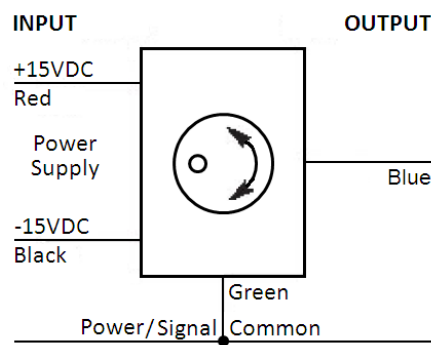 INPUT
OUTPUT
+15VDC
Red
Power
Supply
-15VDC
Black
Blue
Green
Power/Signal Common